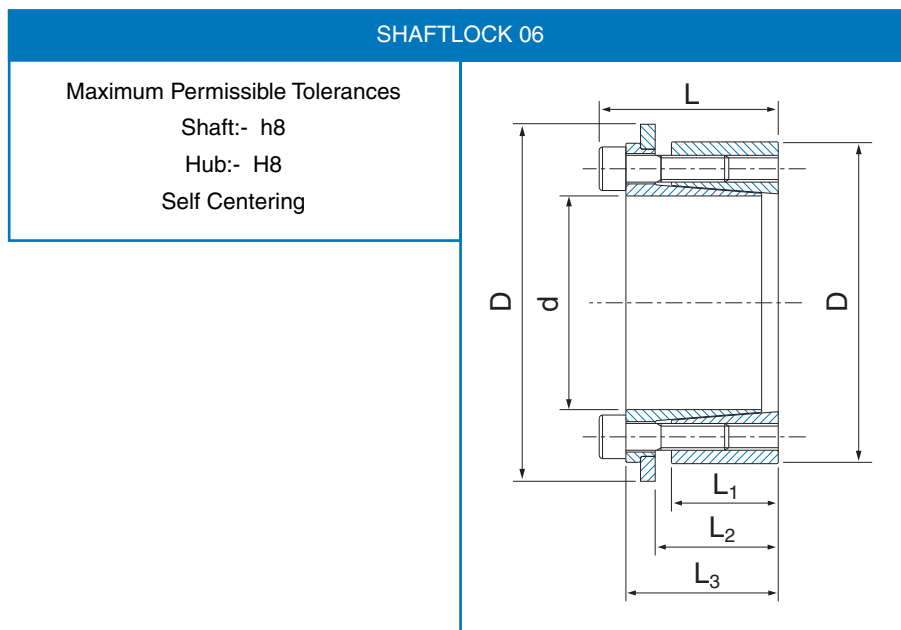 SHAFTLOCK 06
Maximum Permissible Tolerances
Shaft:- h8
Hub:- H8
Self Centering
L
D
d
D
L₁
L₂
L₃